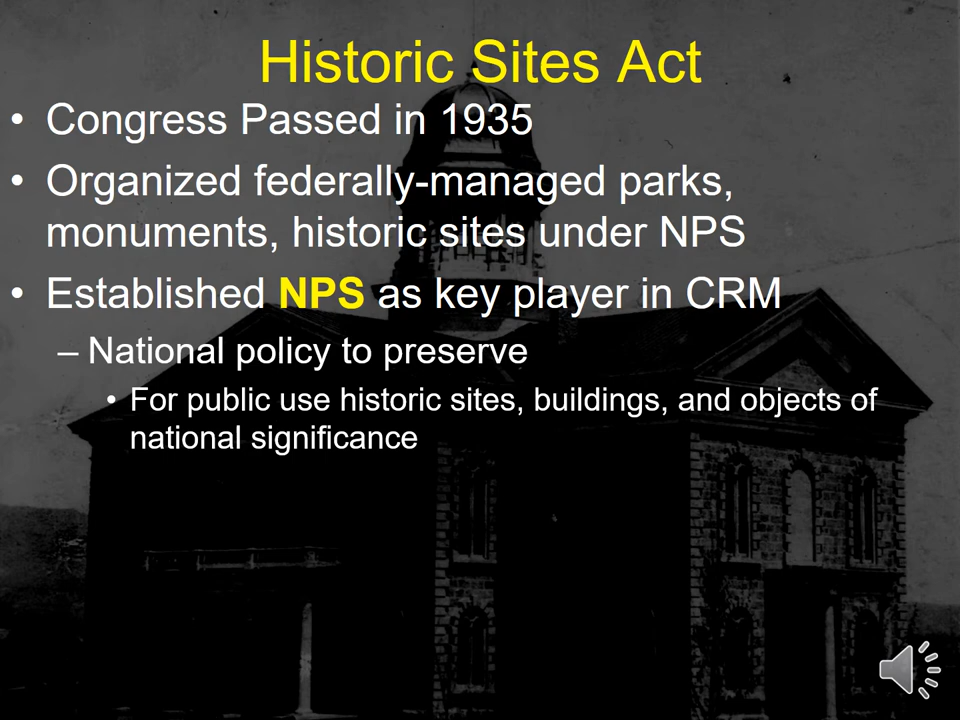 Historic Sites Act
• Congress Passed in 1935
• Organized federally-managed parks,
monuments, historic sites under NPS
• Established NPS as key player in CRM
– National policy to preserve
• For public use historic sites, buildings, and objects of
national significance